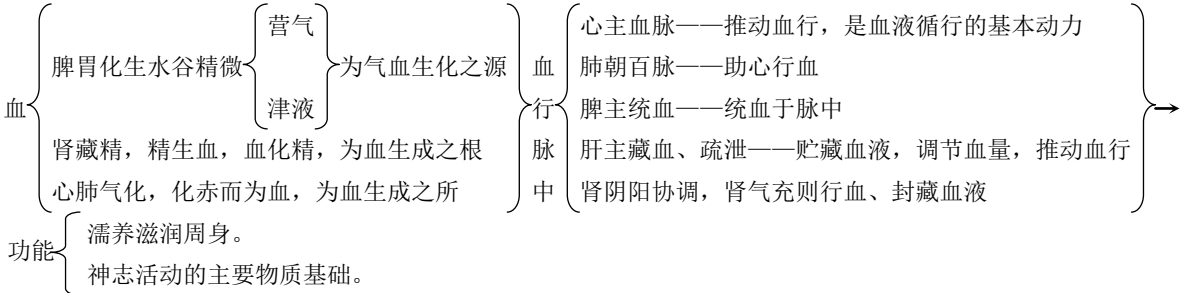 血
脾胃化生水谷精微
营气
津液
为气血生化之源
肾藏精，精生血，血化精，为血生成之根
心肺气化，化赤而为血，为血生成之所
血行脉中
心主血脉——推动血行，是血液循行的基本动力
肺朝百脉——助心行血
脾主统血——统血于脉中
肝主藏血、疏泄——贮藏血液，调节血量，推动血行
肾阴阳协调，肾气充则行血、封藏血液
→
功能
濡养滋润周身。
神志活动的主要物质基础。